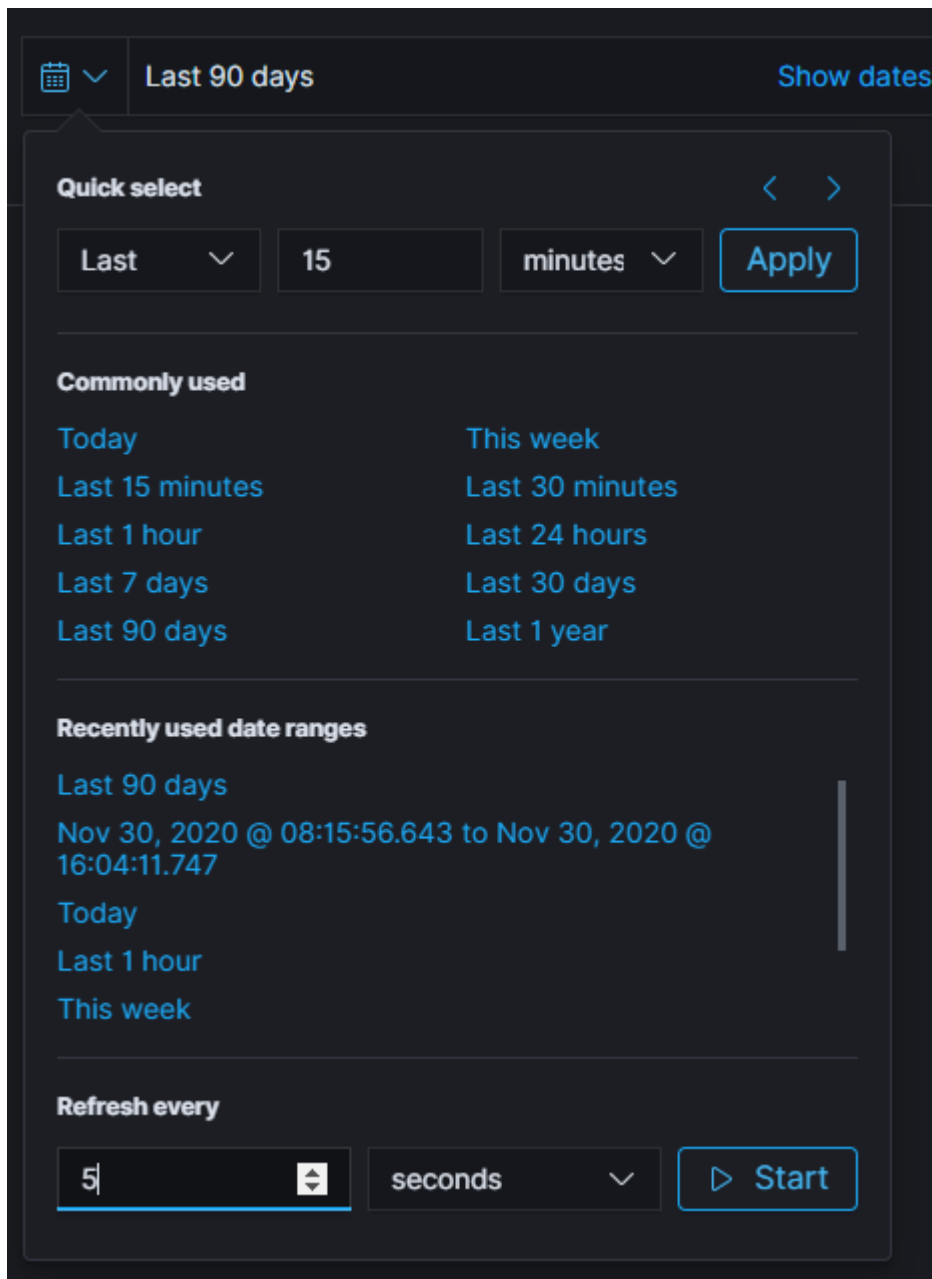 Last 90 days Show dates
Quick select
Last 15 minutes Apply
Commonly used
Today This week
Last 15 minutes Last 30 minutes
Last 1 hour Last 24 hours
Last 7 days Last 30 days
Last 90 days Last 1 year
Recently used date ranges
Last 90 days
Nov 30, 2020 @ 08:15:56.643 to Nov 30, 2020 @
16:04:11.747
Today
Last 1 hour
This week
Refresh every
5 seconds Start